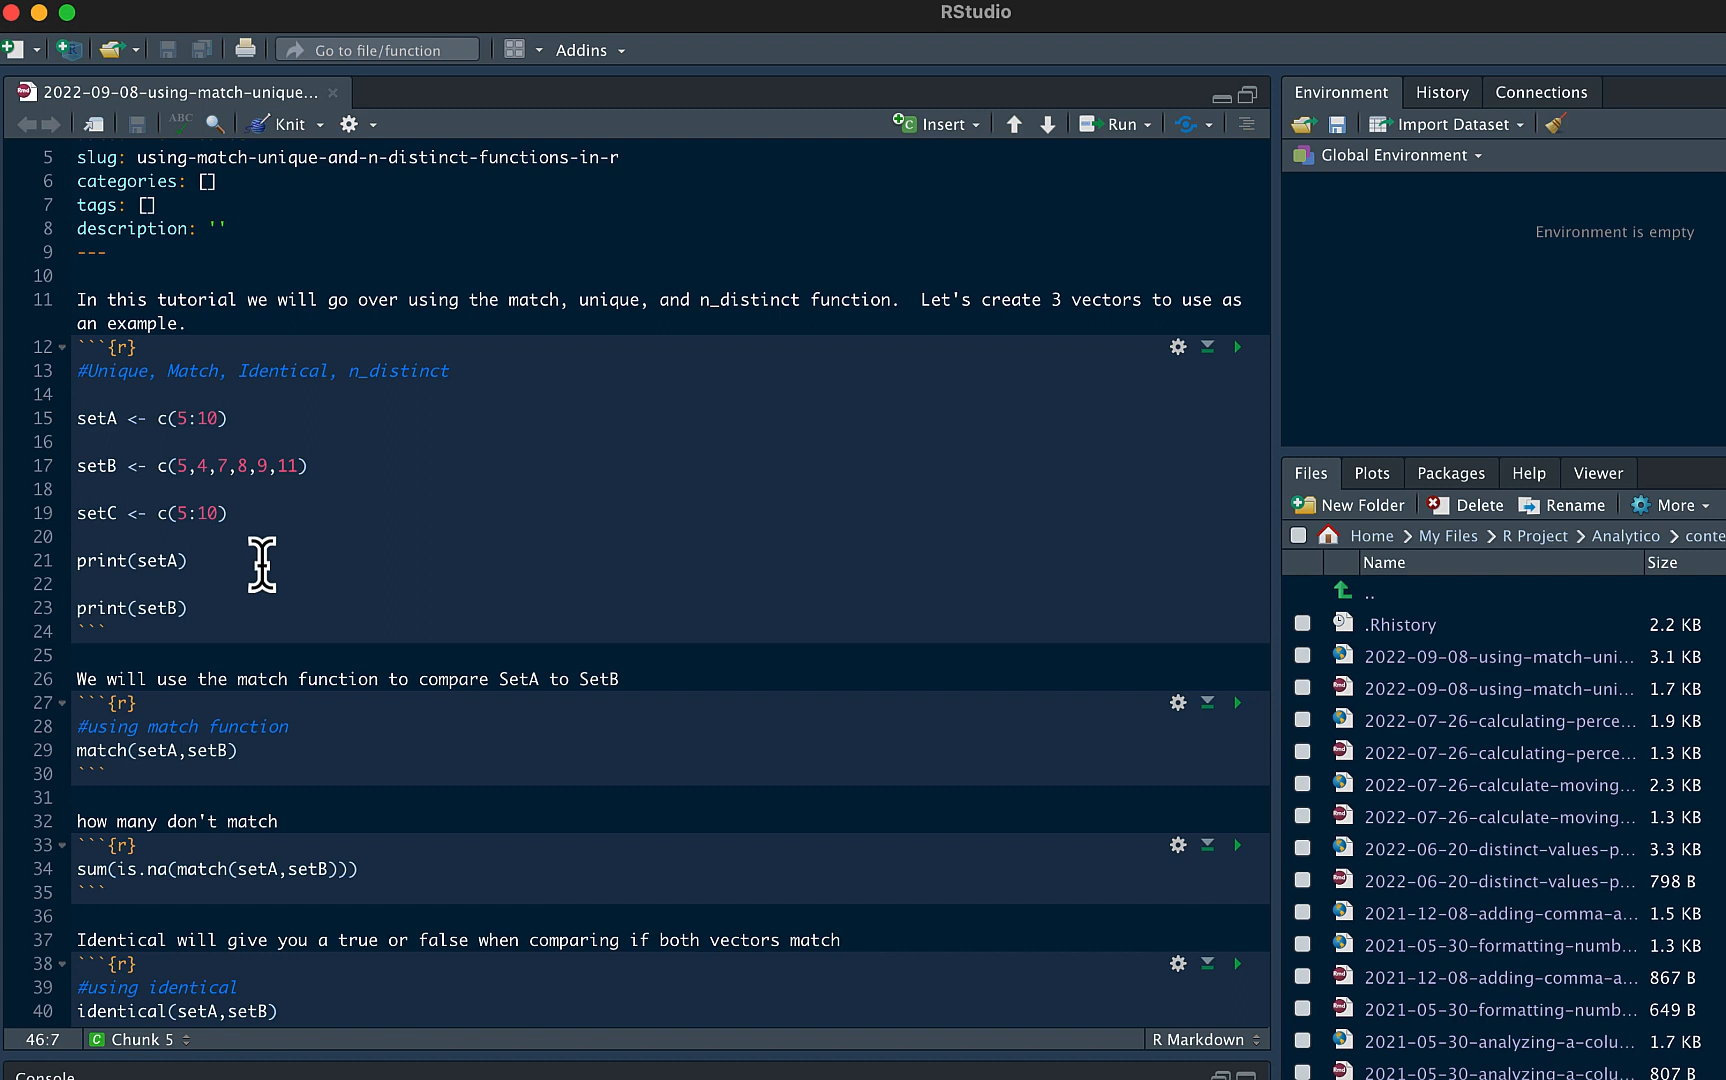 RStudio
Go to file/function
Addins
2022-09-08-using-match-unique...
ABC
Knit
Insert
Run
5 slug: using-match-unique-and-n-distinct-functions-in-r
6 categories: []
7 tags: []
8 description: ''
9 ---
10
11 In this tutorial we will go over using the match, unique, and n_distinct function.  Let's create 3 vectors to use as
an example.
12 ```{r}
13 #Unique, Match, Identical, n_distinct
14
15 setA <- c(5:10)
16
17 setB <- c(5,4,7,8,9,11)
18
19 setC <- c(5:10)
20
21 print(setA)
22
23 print(setB)
24 ```
25
26 We will use the match function to compare SetA to SetB
27 ```{r}
28 #using match function
29 match(setA,setB)
30 ```
31
32 how many don't match
33 ```{r}
34 sum(is.na(match(setA,setB)))
35 ```
36
37 Identical will give you a true or false when comparing if both vectors match
38 ```{r}
39 #using identical
40 identical(setA,setB)
46:7
C Chunk 5
R Markdown
Console
Environment
History
Connections
Import Dataset
Global Environment
Environment is empty
Files
Plots
Packages
Help
Viewer
New Folder
Delete
Rename
More
Home > My Files > R Project > Analytico > conte
Name
Size
..
.Rhistory 2.2 KB
2022-09-08-using-match-uni... 3.1 KB
2022-09-08-using-match-uni... 1.7 KB
2022-07-26-calculating-perce... 1.9 KB
2022-07-26-calculating-perce... 1.3 KB
2022-07-26-calculate-moving... 2.3 KB
2022-07-26-calculate-moving... 1.3 KB
2022-06-20-distinct-values-p... 3.3 KB
2022-06-20-distinct-values-p... 798 B
2021-12-08-adding-comma-a... 1.5 KB
2021-05-30-formatting-numb... 1.3 KB
2021-12-08-adding-comma-a... 867 B
2021-05-30-formatting-numb... 649 B
2021-05-30-analyzing-a-colu... 1.7 KB
2021-05-30-analyzing-a-colu... 807 B